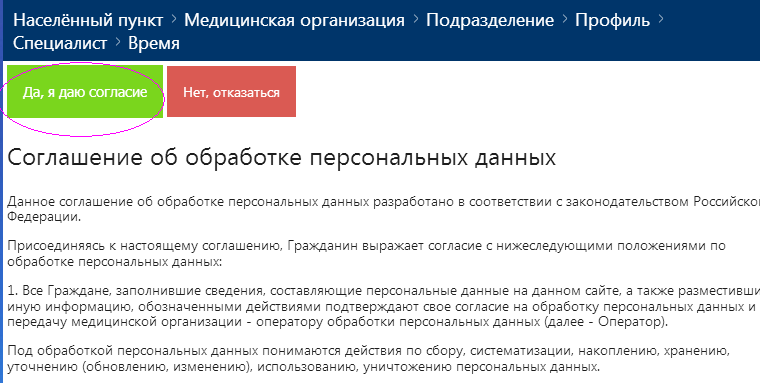 Населённый пункт > Медицинская организация > Подразделение > Профиль >
Специалист > Время
Да, я даю согласие Нет, отказаться
Соглашение об обработке персональных данных
Данное соглашение об обработке персональных данных разработано в соответствии с законодательством Российской
Федерации.
Присоединяясь к настоящему соглашению, Гражданин выражает согласие с нижеследующими положениями по
обработке персональных данных:
1. Все Граждане, заполнившие сведения, составляющие персональные данные на данном сайте, а также разместивши
иную информацию, обозначенными действиями подтверждают свое согласие на обработку персональных данных и
передачу медицинской организации - оператору обработки персональных данных (далее - Оператор).
Под обработкой персональных данных понимаются действия по сбору, систематизации, накоплению, хранению,
уточнению (обновлению, изменению), использованию, уничтожению персональных данных.